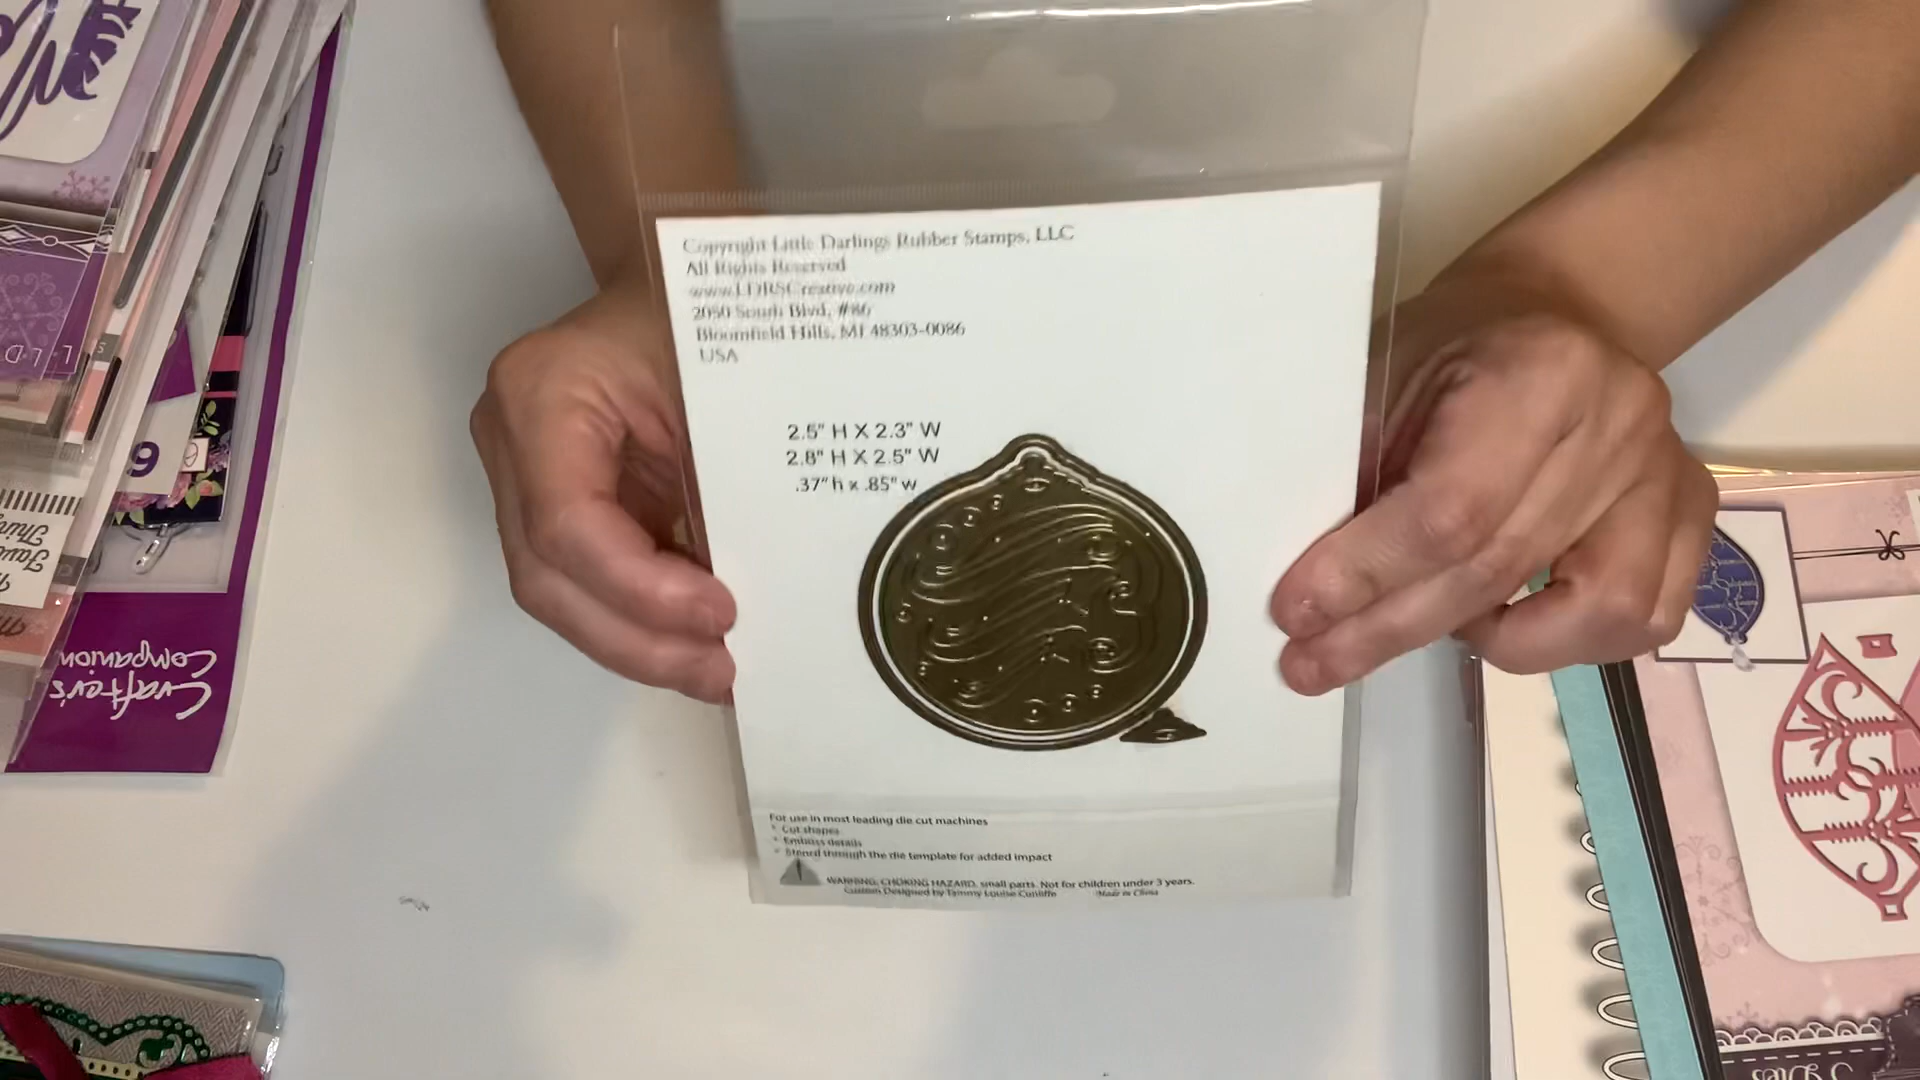 Copyright Little Darlings Rubber Stamps, LLC
All Rights Reserved
www.LDRSCreative.com
2050 South Blvd, #86
Bloomfield Hills, MI 48303-0086
USA
2.5" H X 2.3" W
2.8" H X 2.5" W
.37" h x .85" w
For use in most leading die cut machines
* Cut shapes
* Emboss details
* Stencil through the die template for added impact
WARNING: CHOKING HAZARD, small parts. Not for children under 3 years.
Custom Designed by Tammy Louise Cunliffe Made in China
Crafter's
Companion
9